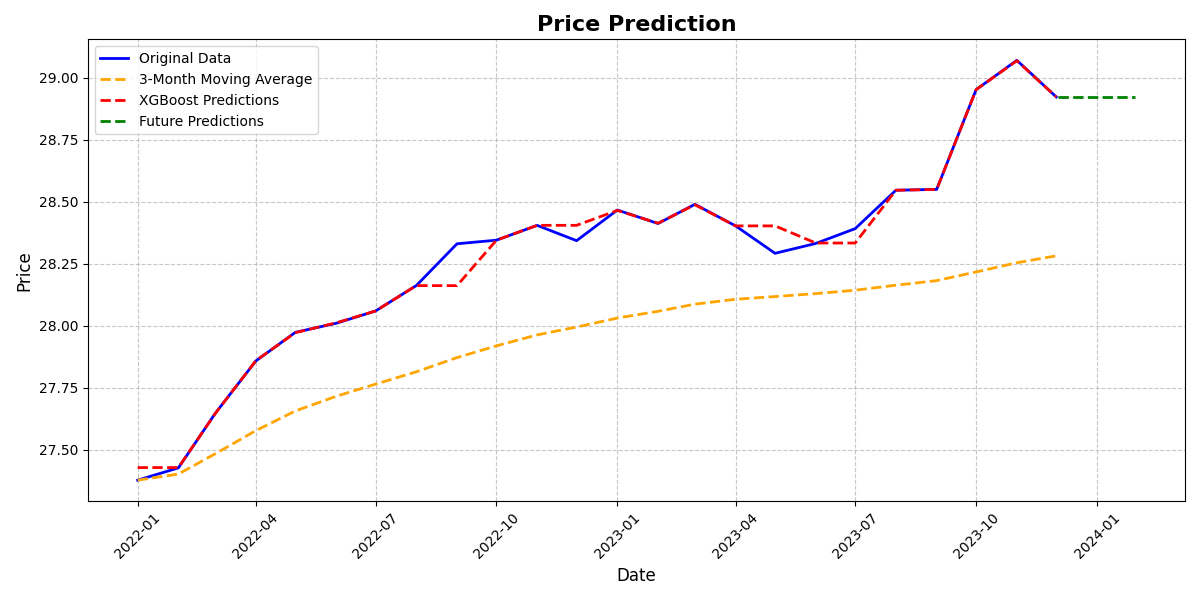 Price Prediction
Original Data
3-Month Moving Average
XGBoost Predictions
Future Predictions
29.00
28.75
28.50
28.25
28.00
27.75
27.50
Price
2022-01
2022-04
2022-07
2022-10
2023-01
2023-04
2023-07
2023-10
2024-01
Date